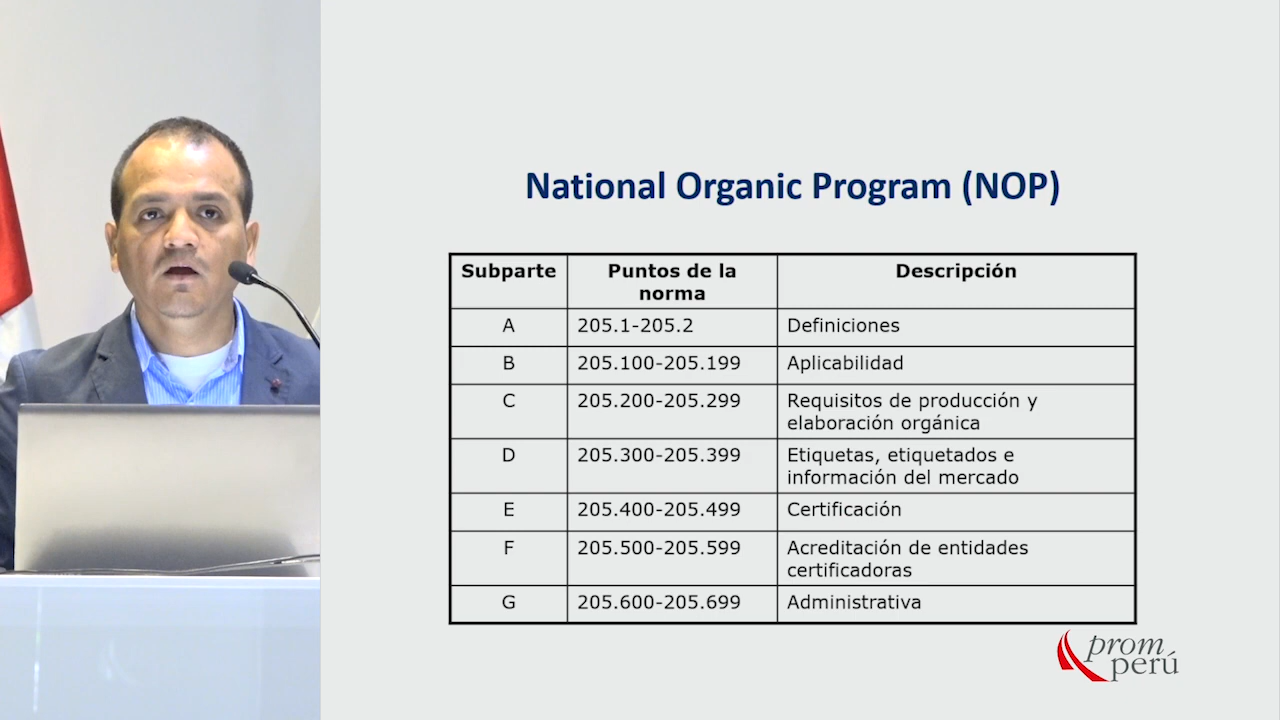 National Organic Program (NOP)
Subparte Puntos de la norma Descripción
A 205.1-205.2 Definiciones
B 205.100-205.199 Aplicabilidad
C 205.200-205.299 Requisitos de producción y
elaboración orgánica
D 205.300-205.399 Etiquetas, etiquetados e
información del mercado
E 205.400-205.499 Certificación
F 205.500-205.599 Acreditación de entidades
certificadoras
G 205.600-205.699 Administrativa
prom
perú